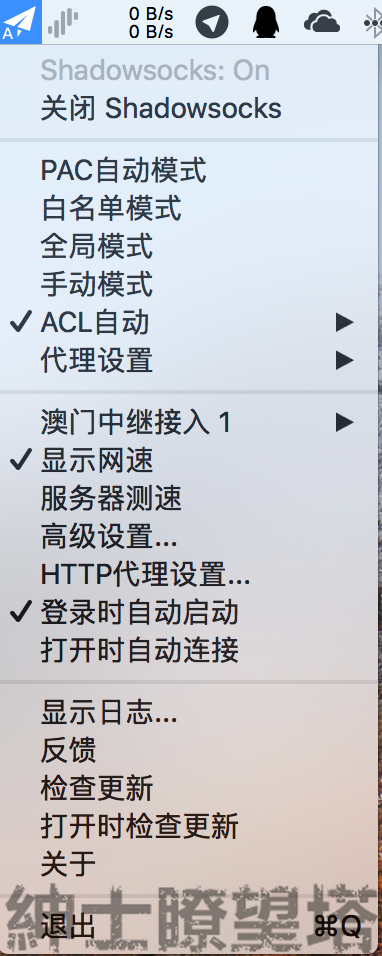 0 B/s
0 B/s
A
Shadowsocks: On
关闭 Shadowsocks
PAC自动模式
白名单模式
全局模式
手动模式
ACL自动
代理设置
澳门中继接入 1
显示网速
服务器测速
高级设置...
HTTP代理设置...
登录时自动启动
打开时自动连接
显示日志...
反馈
检查更新
打开时检查更新
关于
退出 ⌘Q
紳士瞭望塔